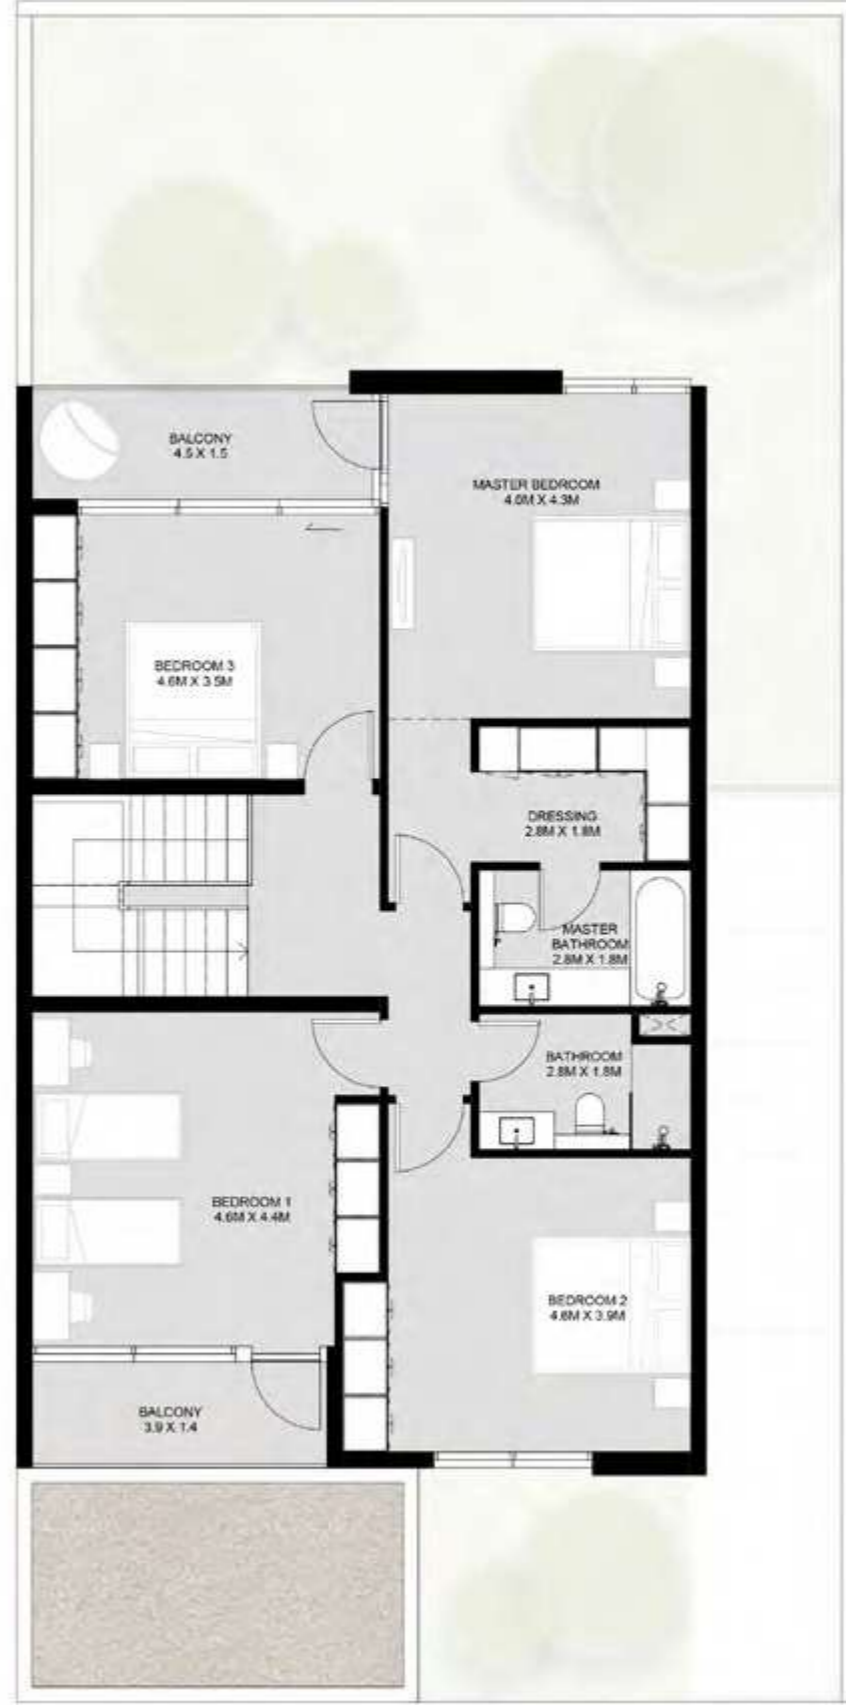 BALCONY
4.5 X 1.5
MASTER BEDROOM
4.0M X 4.3M
BEDROOM 3
4.6M X 3.5M
DRESSING
2.8M X 1.8M
MASTER
BATHROOM
2.8M X 1.8M
BATHROOM
2.8M X 1.8M
BEDROOM 1
4.6M X 4.4M
BEDROOM 2
4.6M X 3.9M
BALCONY
3.9 X 1.4